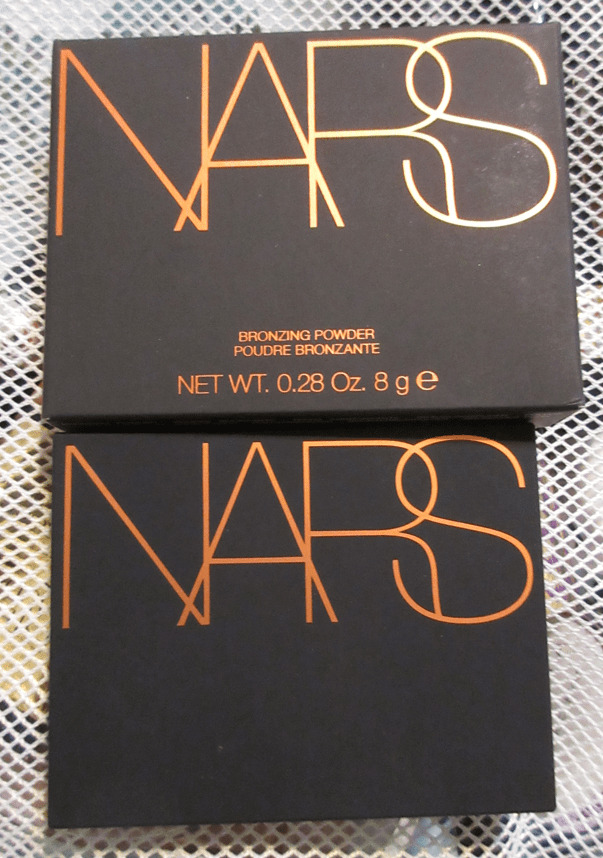 NARS
BRONZING POWDER
POUDRE BRONZANTE
NET WT. 0.28 Oz. 8 g e
NARS